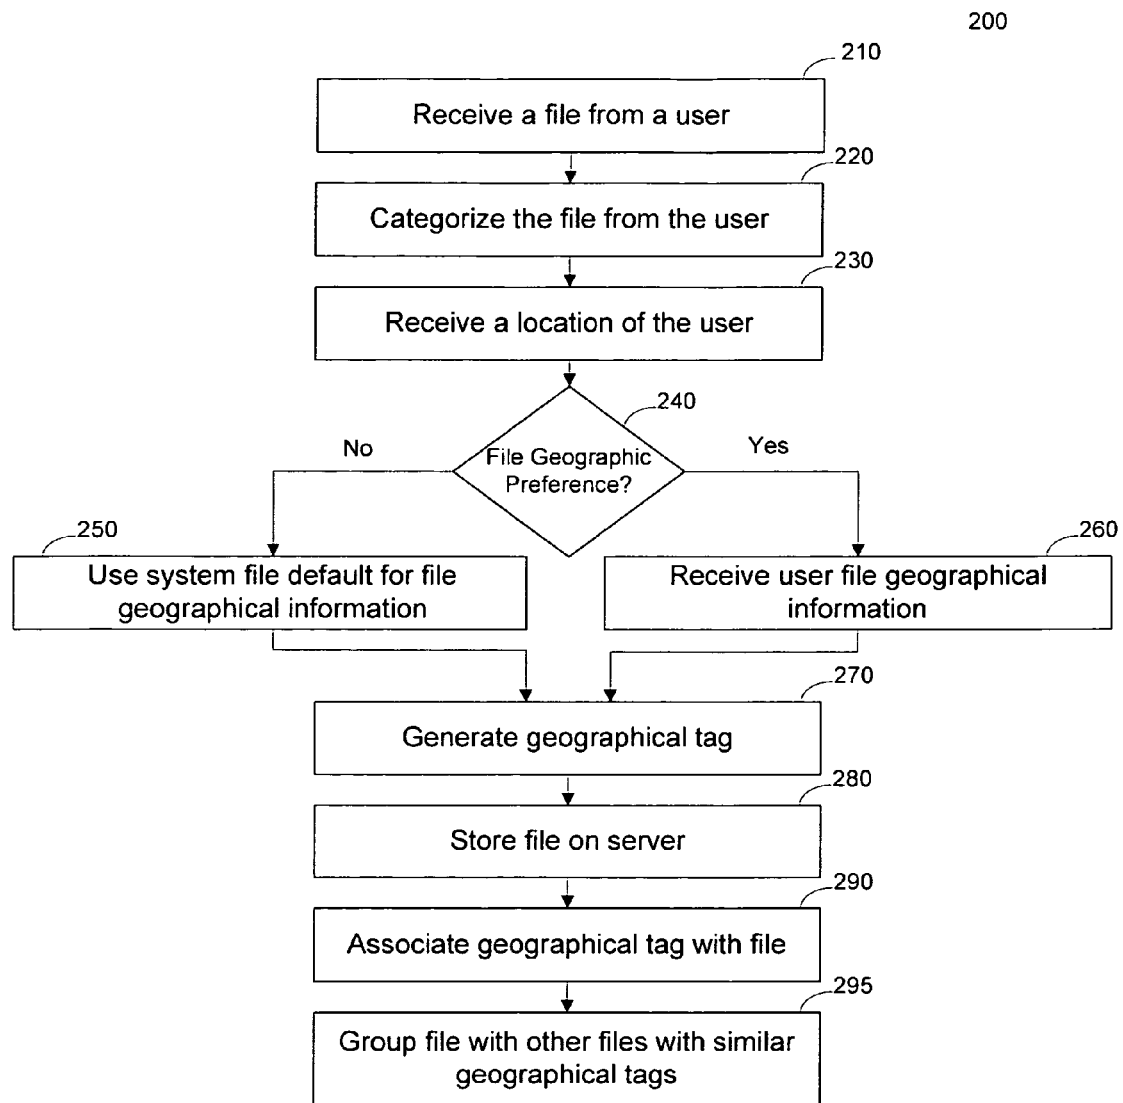 200
210
Receive a file from a user
220
Categorize the file from the user
230
Receive a location of the user
240
No
Yes
File Geographic
Preference?
250
260
Use system file default for file
geographical information
Receive user file geographical
information
270
Generate geographical tag
280
Store file on server
290
Associate geographical tag with file
295
Group file with other files with similar
geographical tags